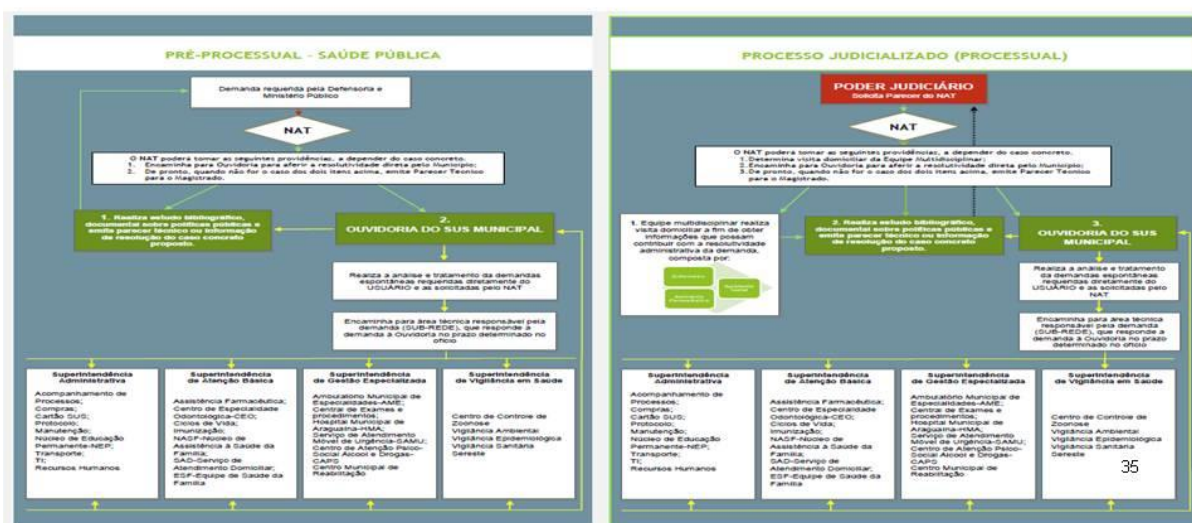 PRÉ-PROCESSUAL - SAÚDE PÚBLICA
Demanda requerida pela Defensoria e
Ministério Público
NAT
O NAT poderá tomar as seguintes providências, a depender do caso concreto.
1. Encaminha para Ouvidoria para aferir a resolutividade direta pelo Município;
2. De pronto, quando não for o caso dos dois itens acima, emite Parecer Técnico
para o Magistrado.
1. Realiza estudo bibliográfico,
documental sobre políticas públicas e
emita parecer técnico ou informação
de resolução do caso concreto
proposto.
2.
OUVIDORIA DO SUS MUNICIPAL
Realiza a análise e tratamento da demandas
espontâneas requeridas diretamente do
USUÁRIO e as solicitadas pelo NAT
Encaminha para área técnica responsável pela
demanda (SUB-REDE), que responde a
demanda à Ouvidoria no prazo determinado no
ofício
Superintendência
Administrativa
Acompanhamento de
Processos;
Compras;
Cartão SUS;
Protocolo;
Manutenção;
Núcleo de Educação
Permanente-NEP;
Transporte;
TI;
Recursos Humanos
Superintendência
de Atenção Básica
Assistência Farmacêutica;
Centro de Especialidade
Odontológica-CEO;
Ciclos de Vida;
Imunização;
NASF-Núcleo de
Assistência à Saúde da
Família;
SAD-Serviço de
Atendimento Domiciliar;
ESF-Equipe de Saúde da
Família
Superintendência
de Gestão Especializada
Ambulatório Municipal de
Especialidades-AME;
Central de Exames e
procedimentos;
Hospital Municipal de
Araguaína-HMA;
Serviço de Atendimento
Móvel de Urgência-SAMU;
Centro de Atenção Psico-
Social Álcool e Drogas-
CAPS
Centro Municipal de
Reabilitação
Superintendência
de Vigilância em Saúde
Centro de Controle de
Zoonose
Vigilância Ambiental
Vigilância Epidemiológica
Vigilância Sanitária
Sereste
PROCESSO JUDICIALIZADO (PROCESSUAL)
PODER JUDICIÁRIO
Solicita Parecer do NAT
NAT
O NAT poderá tomar as seguintes providências, a depender do caso concreto.
1. Determina visita domiciliar da Equipe Multidisciplinar;
2. Encaminha para Ouvidoria para aferir a resolutividade direta pelo Município;
3. De pronto, quando não for o caso dos dois itens acima, emite Parecer Técnico
para o Magistrado.
1. Equipe multidisciplinar realiza
visita domiciliar a fim de obter
informações que possam
contribuir com a resolutividade
administrativa da demanda,
composta por:
2. Realiza estudo bibliográfico,
documental sobre políticas públicas e
emita parecer técnico ou informação
de resolução do caso concreto
proposto.
3.
OUVIDORIA DO SUS
MUNICIPAL
Realiza a análise e tratamento
da demandas espontâneas
requeridas diretamente do
USUÁRIO e as solicitadas pelo
NAT
Encaminha para área técnica
responsável pela demanda
(SUB-REDE), que responde a
demanda à Ouvidoria no prazo
determinado no ofício
Superintendência
Administrativa
Acompanhamento de
Processos;
Compras;
Cartão SUS;
Protocolo;
Manutenção;
Núcleo de Educação
Permanente-NEP;
Transporte;
TI;
Recursos Humanos
Superintendência
de Atenção Básica
Assistência Farmacêutica;
Centro de Especialidade
Odontológica-CEO;
Ciclos de Vida;
Imunização;
NASF-Núcleo de
Assistência à Saúde da
Família;
SAD-Serviço de
Atendimento Domiciliar;
ESF-Equipe de Saúde da
Família
Superintendência
de Gestão Especializada
Ambulatório Municipal de
Especialidades-AME;
Central de Exames e
procedimentos;
Hospital Municipal de
Araguaína-HMA;
Serviço de Atendimento
Móvel de Urgência-SAMU;
Centro de Atenção Psico-
Social Álcool e Drogas-
CAPS
Centro Municipal de
Reabilitação
Superintendência
de Vigilância em Saúde
Centro de Controle de
Zoonose
Vigilância Ambiental
Vigilância Epidemiológica
Vigilância Sanitária
Sereste
35